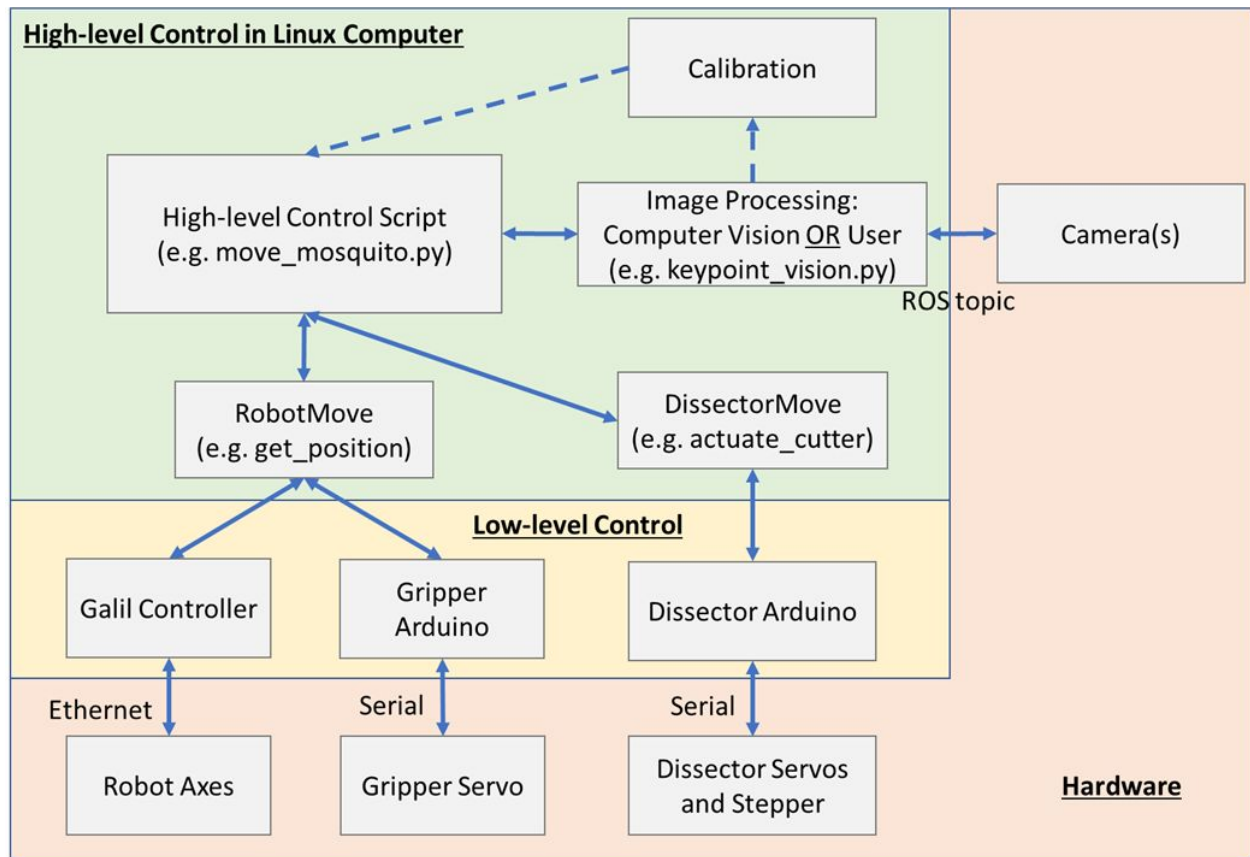 High-level Control in Linux Computer
Calibration
High-level Control Script
(e.g. move_mosquito.py)
Image Processing:
Computer Vision OR User
(e.g. keypoint_vision.py)
Camera(s)
ROS topic
RobotMove
(e.g. get_position)
DissectorMove
(e.g. actuate_cutter)
Low-level Control
Galil Controller
Gripper
Arduino
Dissector Arduino
Ethernet
Serial
Serial
Robot Axes
Gripper Servo
Dissector Servos
and Stepper
Hardware